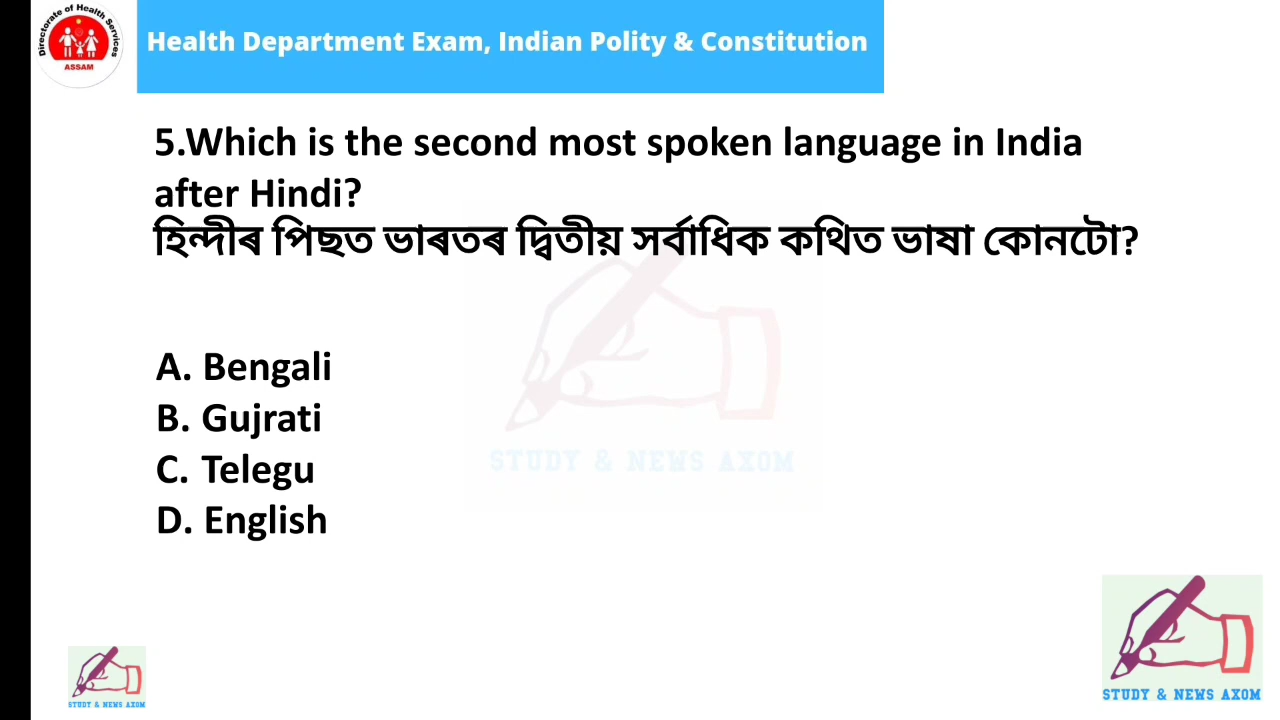 Directorate of Health Services
ASSAM
Health Department Exam, Indian Polity & Constitution
5.Which is the second most spoken language in India
after Hindi?
হিন্দীৰ পিছত ভাৰতৰ দ্বিতীয় সৰ্বাধিক কথিত ভাষা কোনটো?
A. Bengali
B. Gujrati
C. Telegu
D. English
STUDY & NEWS AXOM
STUDY & NEWS AXOM
STUDY & NEWS AXOM